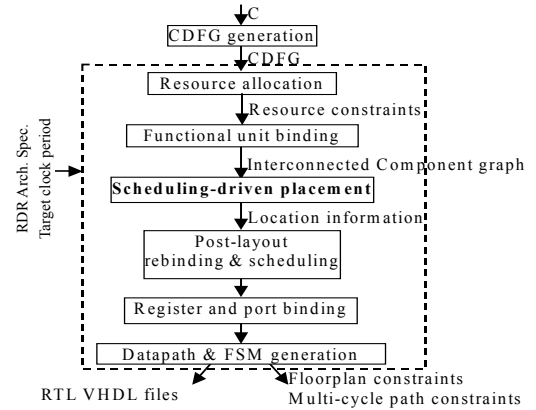 C
CDFG generation
CDFG
Resource allocation
Resource constraints
Functional unit binding
Interconnected Component graph
Scheduling-driven placement
Location information
Post-layout
rebinding & scheduling
Register and port binding
Datapath & FSM generation
RTL VHDL files
Floorplan constraints
Multi-cycle path constraints
RDR Arch. Spec.
Target clock period